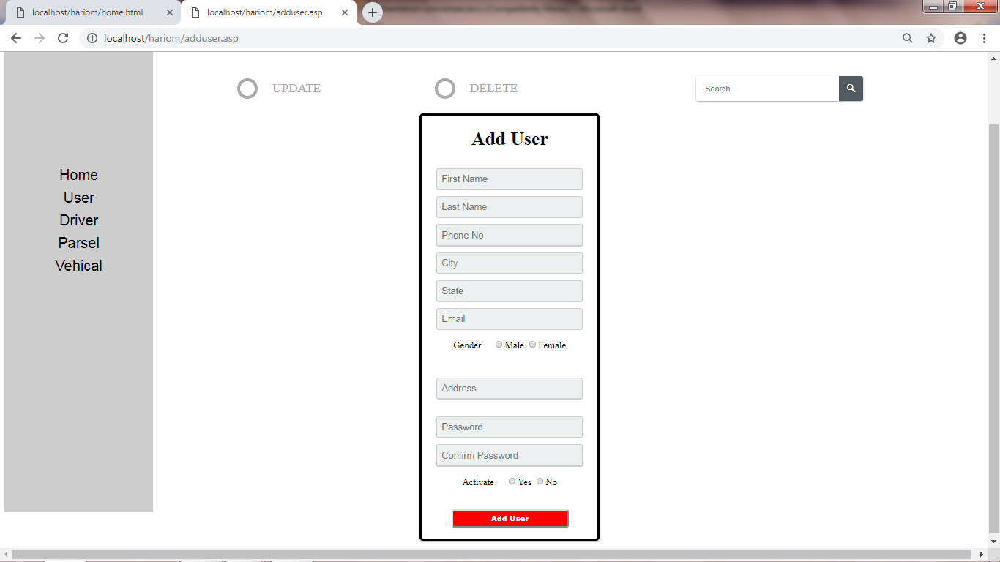 localhost/hariom/home.html
localhost/hariom/adduser.asp
localhost/hariom/adduser.asp
UPDATE
DELETE
Search
Home
User
Driver
Parsel
Vehical
Add User
First Name
Last Name
Phone No
City
State
Email
Gender Male Female
Address
Password
Confirm Password
Activate Yes No
Add User